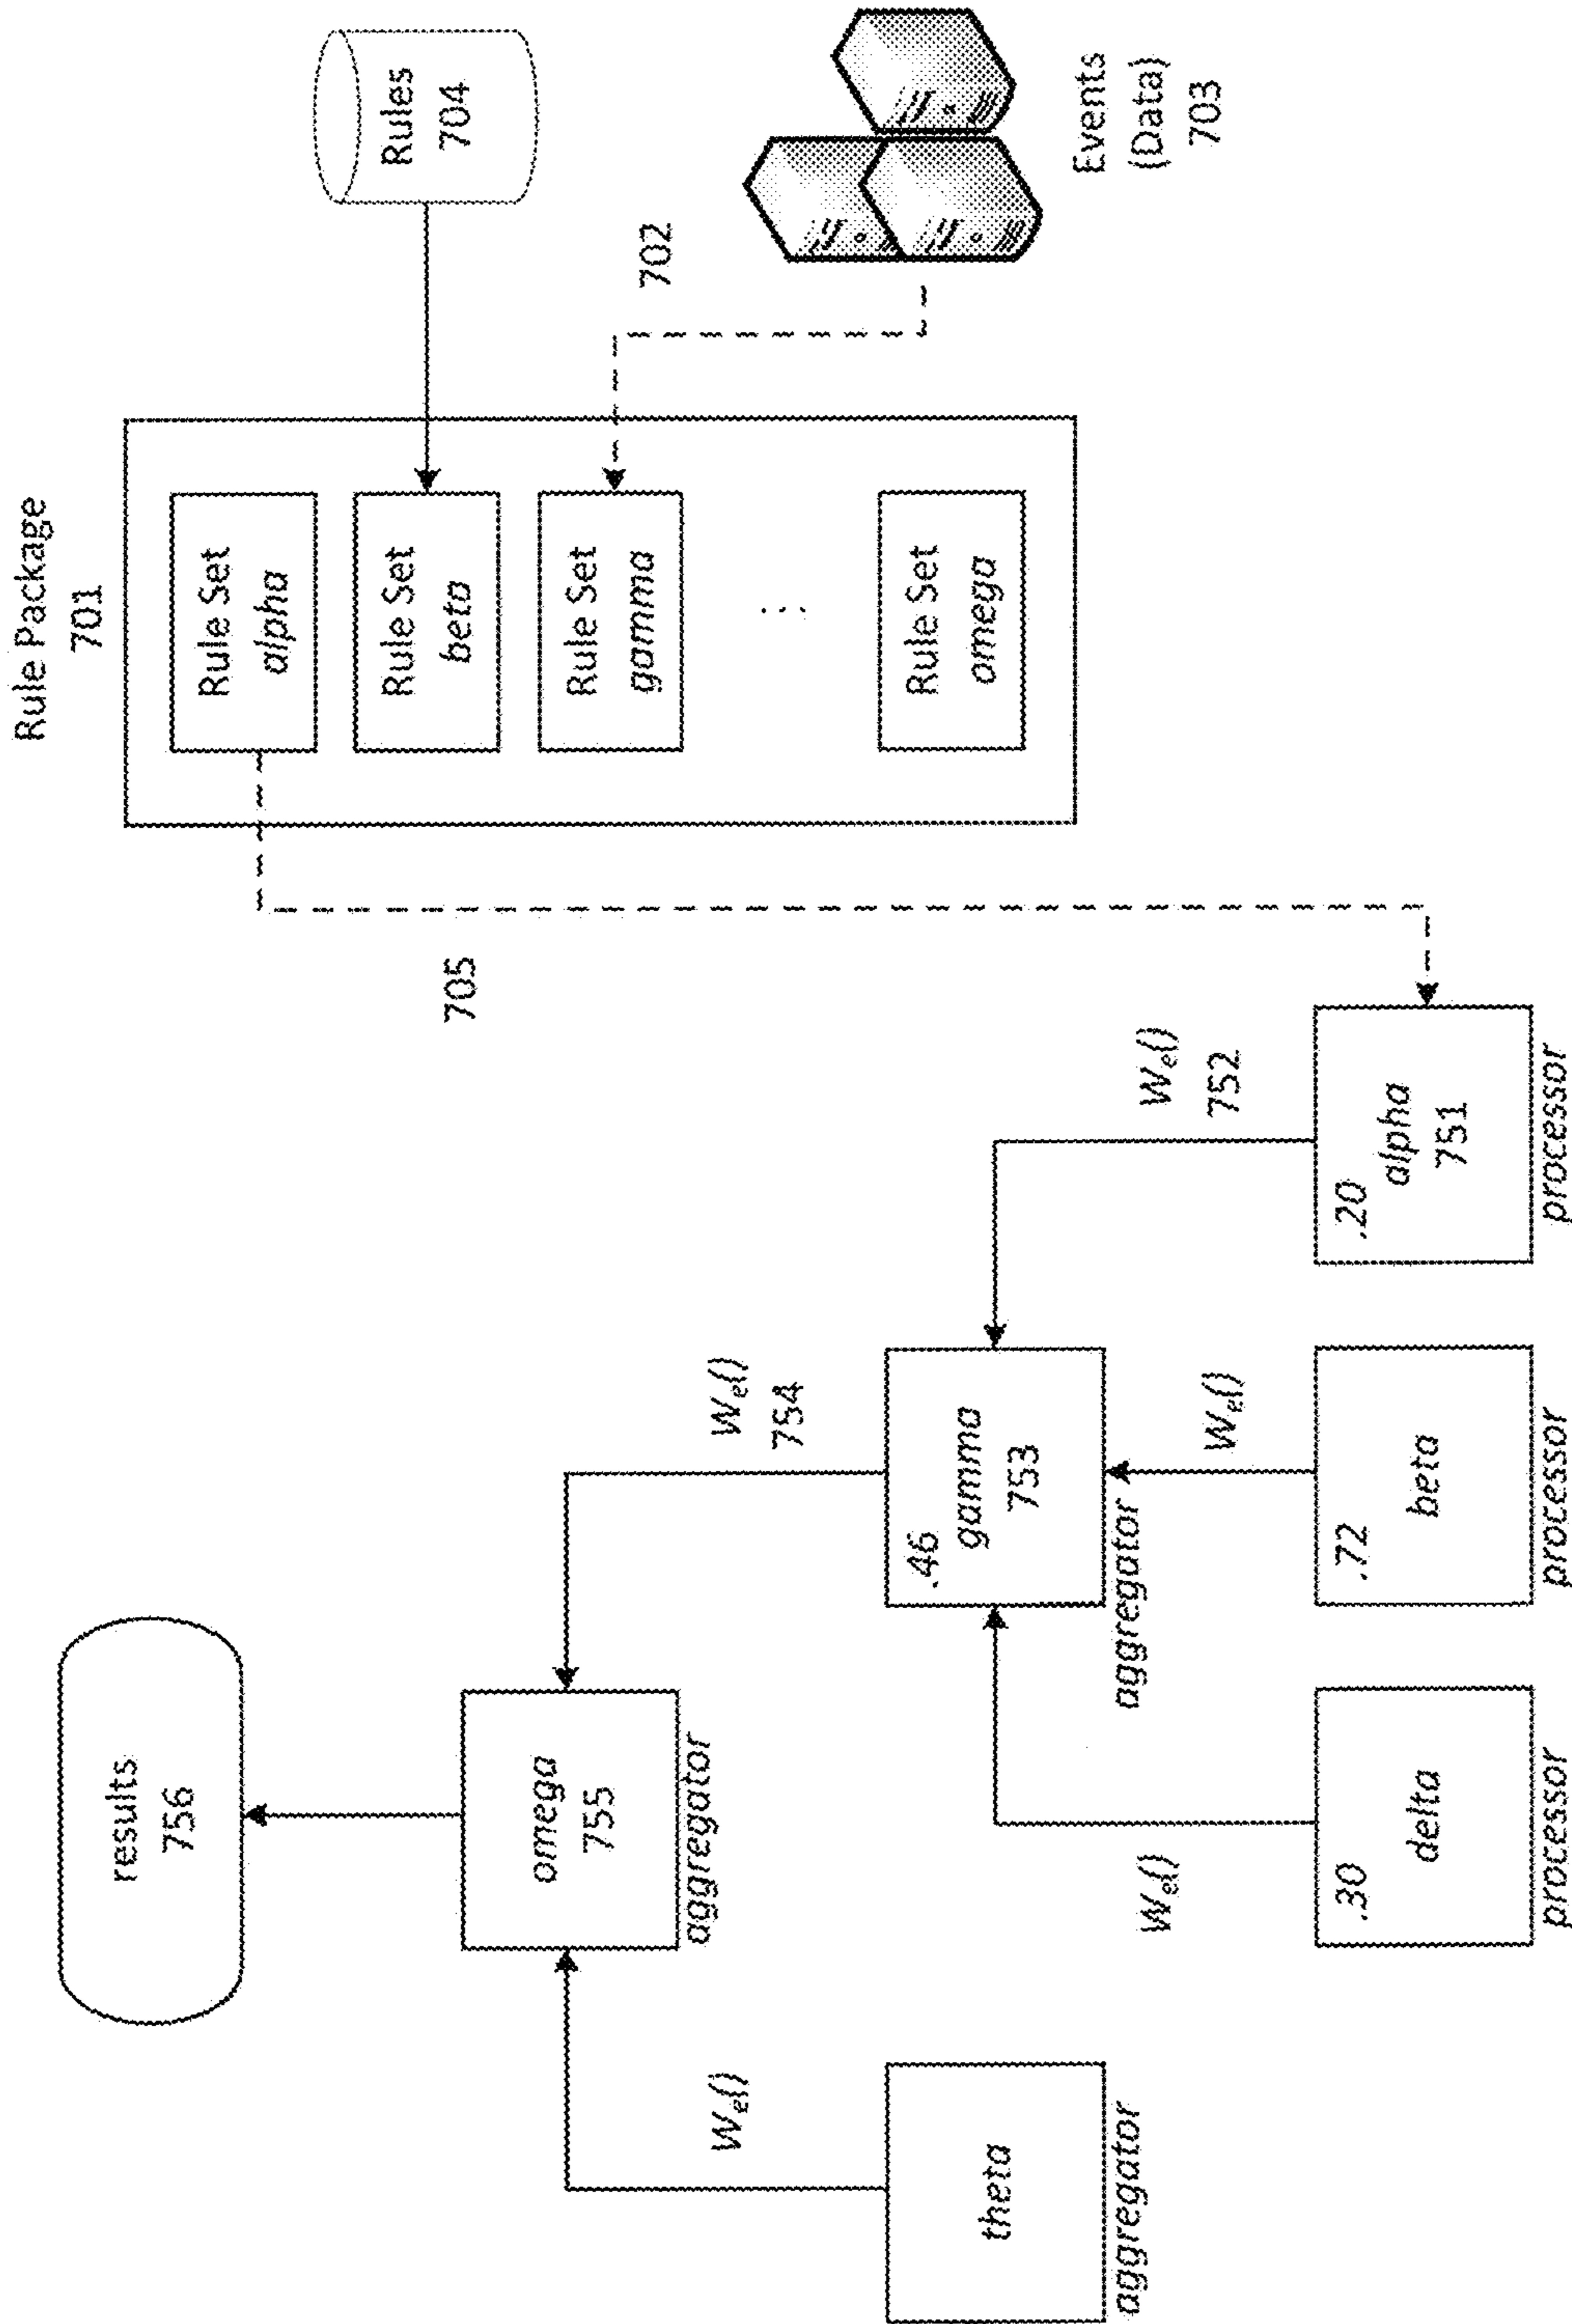 results
756
theta
aggregator
Wₑ()
omega
755
aggregator
Wₑ()
754
.46
gamma
753
aggregator
Wₑ()
.30
delta
processor
Wₑ()
.72
beta
processor
Wₑ()
752
.20
alpha
751
processor
705
Rule Package
701
Rule Set
alpha
Rule Set
beta
Rule Set
gamma
...
Rule Set
omega
Rules
704
702
Events
(Data)
703